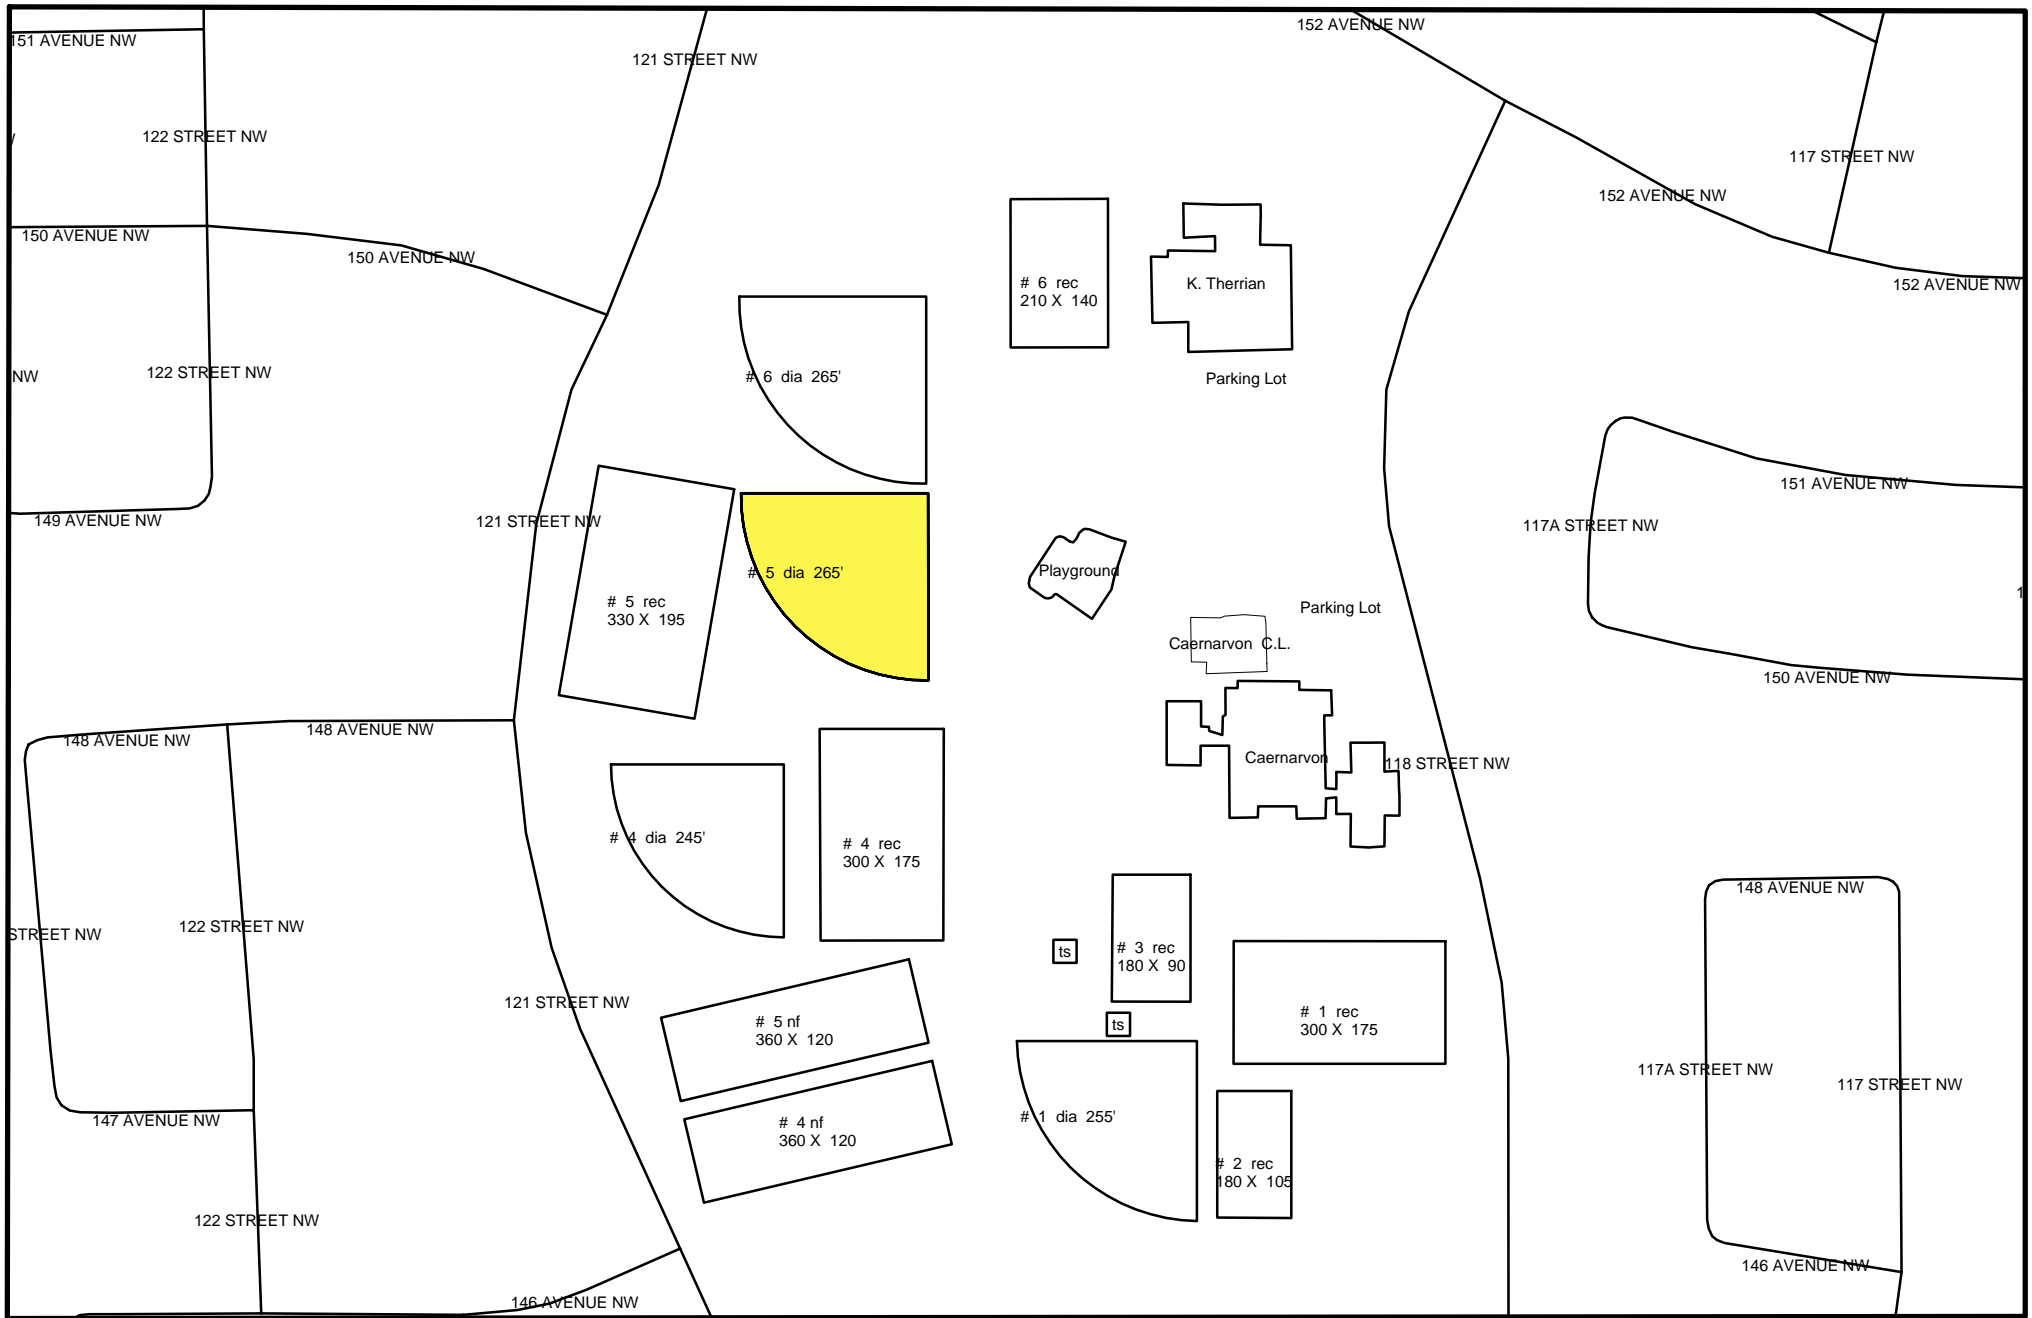 151 AVENUE NW
121 STREET NW
152 AVENUE NW
122 STREET NW
117 STREET NW
152 AVENUE NW
150 AVENUE NW
150 AVENUE NW
# 6 rec
210 X 140
K. Therrian
152 AVENUE NW
NW
122 STREET NW
# 6 dia 265'
Parking Lot
151 AVENUE NW
149 AVENUE NW
121 STREET NW
117A STREET NW
# 5 dia 265'
Playground
# 5 rec
330 X 195
Parking Lot
Caernarvon C.L.
150 AVENUE NW
148 AVENUE NW
148 AVENUE NW
Caernarvon
118 STREET NW
# 4 dia 245'
# 4 rec
300 X 175
148 AVENUE NW
STREET NW
122 STREET NW
ts
# 3 rec
180 X 90
121 STREET NW
# 5 nf
360 X 120
ts
# 1 rec
300 X 175
117A STREET NW
117 STREET NW
147 AVENUE NW
# 4 nf
360 X 120
# 1 dia 255'
# 2 rec
180 X 105
122 STREET NW
146 AVENUE NW
146 AVENUE NW